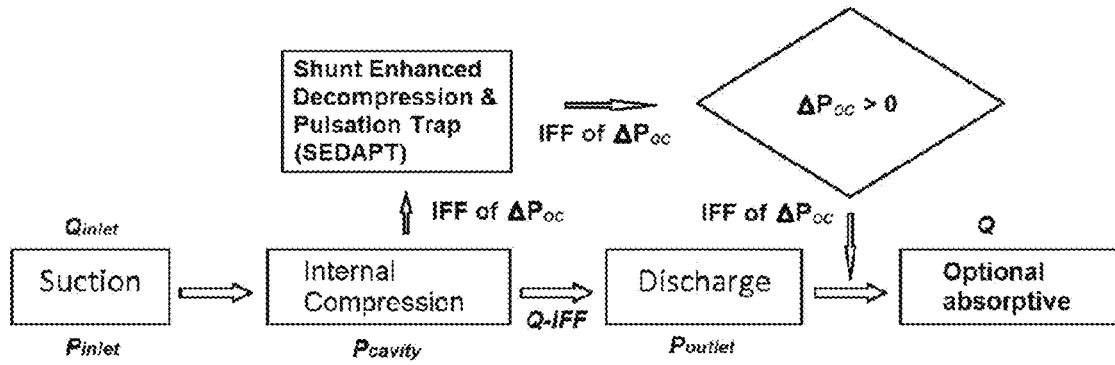 Shunt Enhanced
Decompression &
Pulsation Trap
(SEDAPT)
IFF of ΔPoc
ΔPoc > 0
IFF of ΔPoc
IFF of ΔPoc
Qinlet
Q
Suction
Internal
Compression
Q-IFF
Discharge
Optional
absorptive
Pinlet
Pcavity
Poutlet